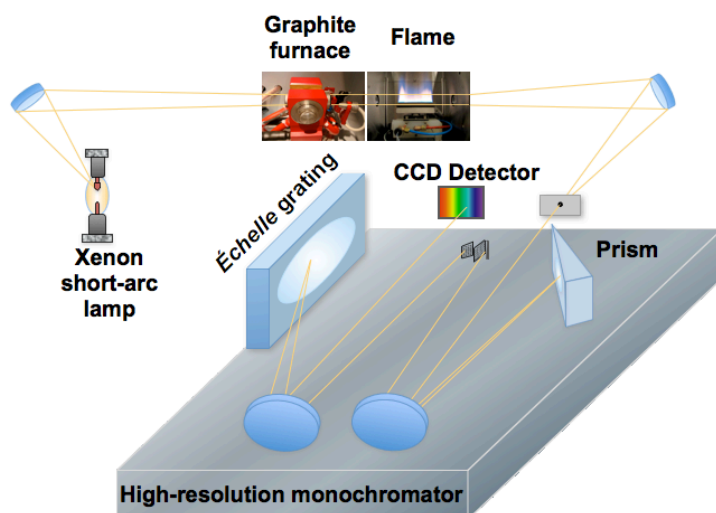 Graphite
furnace
Flame
CCD Detector
Échelle grating
Prism
Xenon
short-arc
lamp
High-resolution monochromator